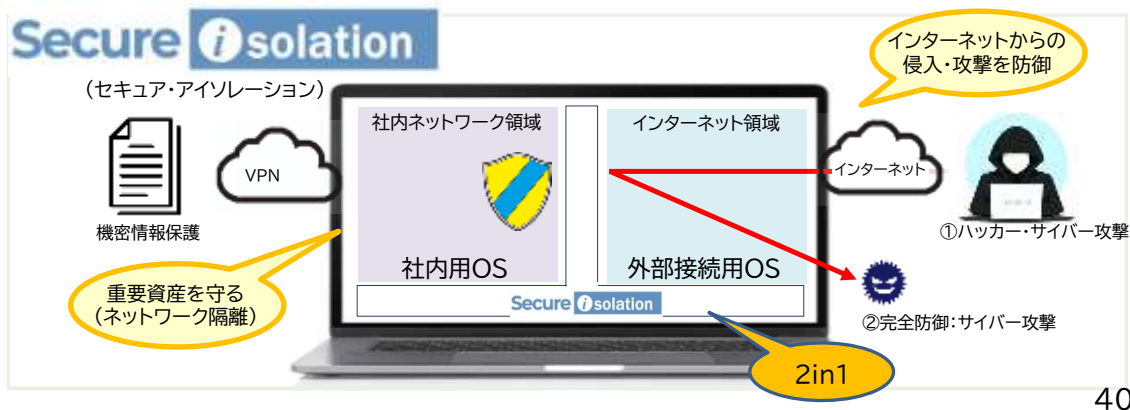 Secure isolation
(セキュア・アイソレーション)
インターネットからの
侵入・攻撃を防御
社内ネットワーク領域
インターネット領域
VPN
インターネット
機密情報保護
①ハッカー・サイバー攻撃
社内用OS
外部接続用OS
重要資産を守る
(ネットワーク隔離)
Secure isolation
②完全防御:サイバー攻撃
2in1
40